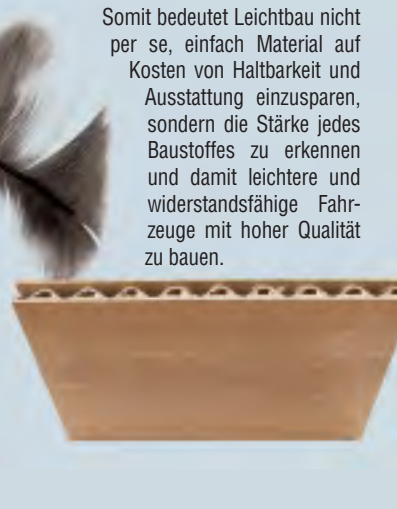 Somit bedeutet Leichtbau nicht
per se, einfach Material auf
Kosten von Haltbarkeit und
Ausstattung einzusparen,
sondern die Stärke jedes
Baustoffes zu erkennen
und damit leichtere und
widerstandsfähige Fahr-
zeuge mit hoher Qualität
zu bauen.